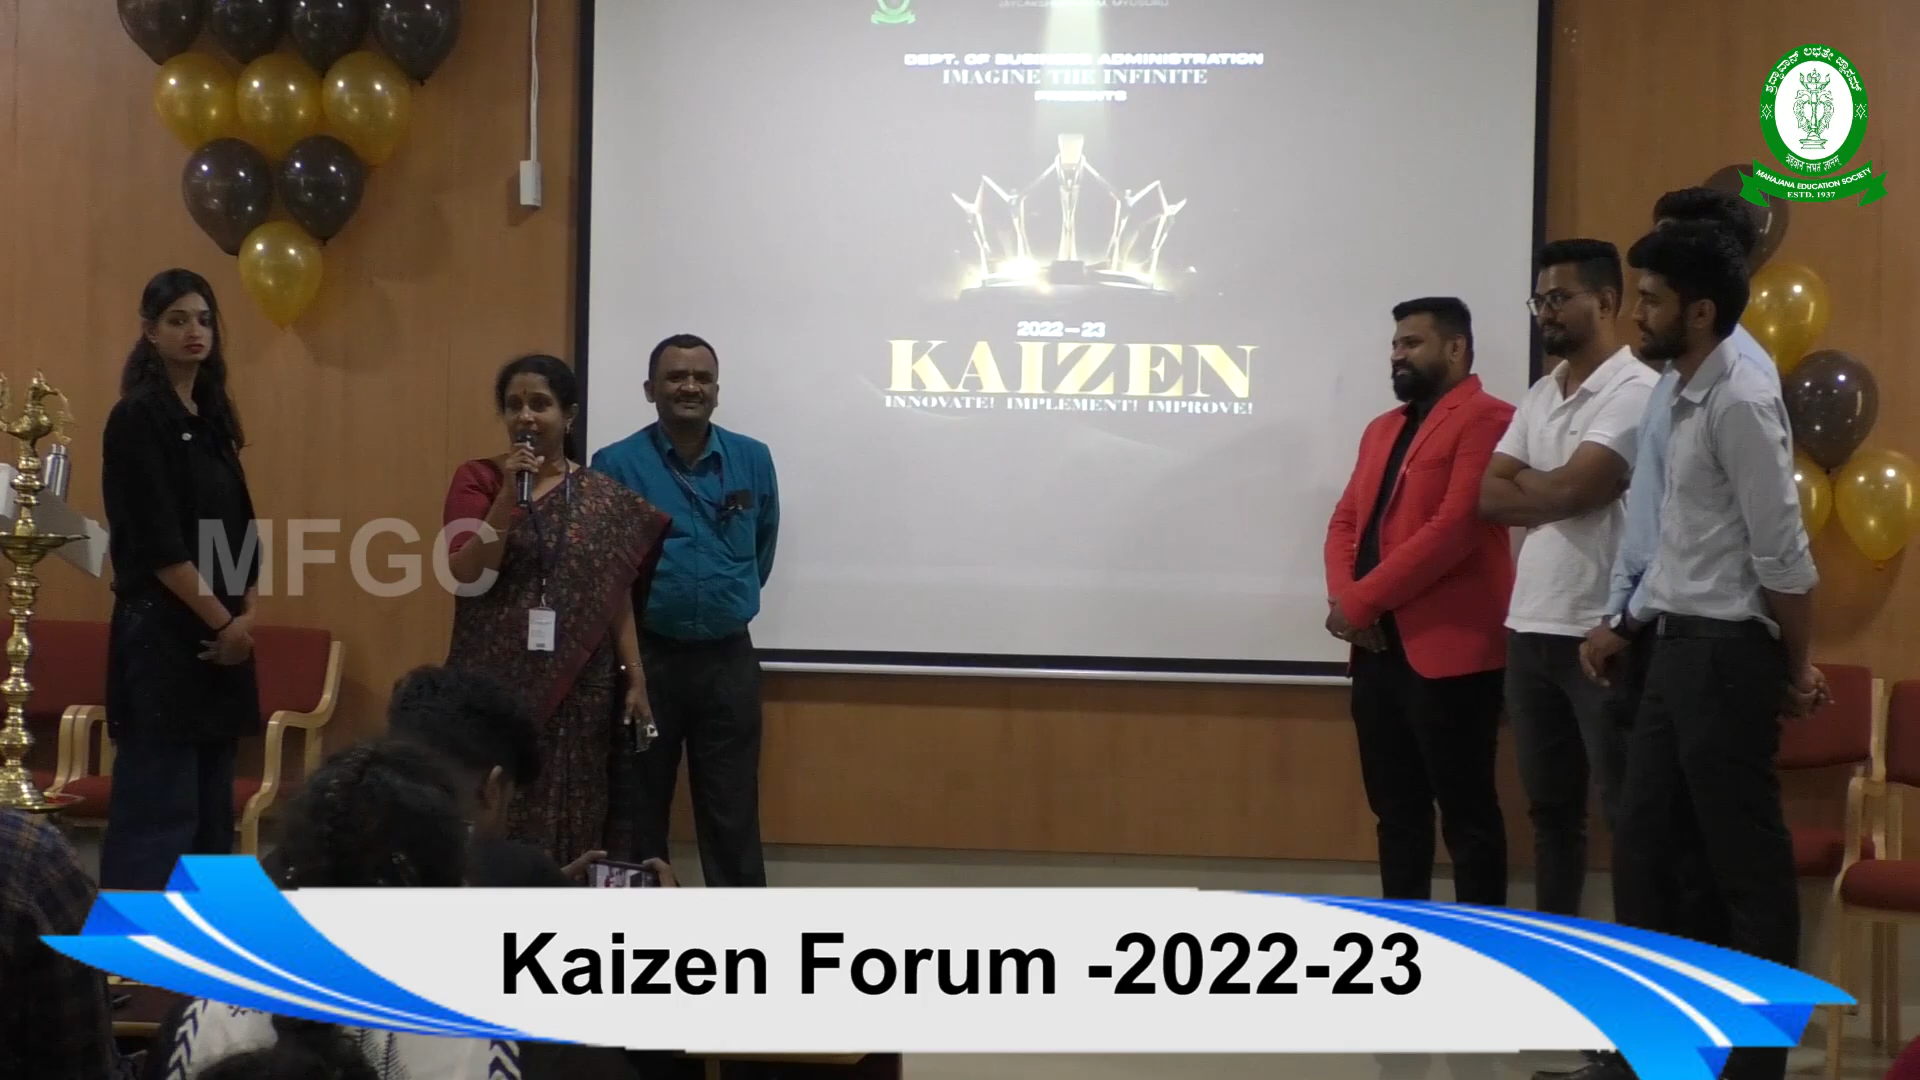 DEPT. OF BUSINESS ADMINISTRATION
IMAGINE THE INFINITE
PRESENTS
2022-23
KAIZEN
INNOVATE! IMPLEMENT! IMPROVE!
MAHAJANA EDUCATION SOCIETY
ESTD. 1937
MFGC
Kaizen Forum -2022-23